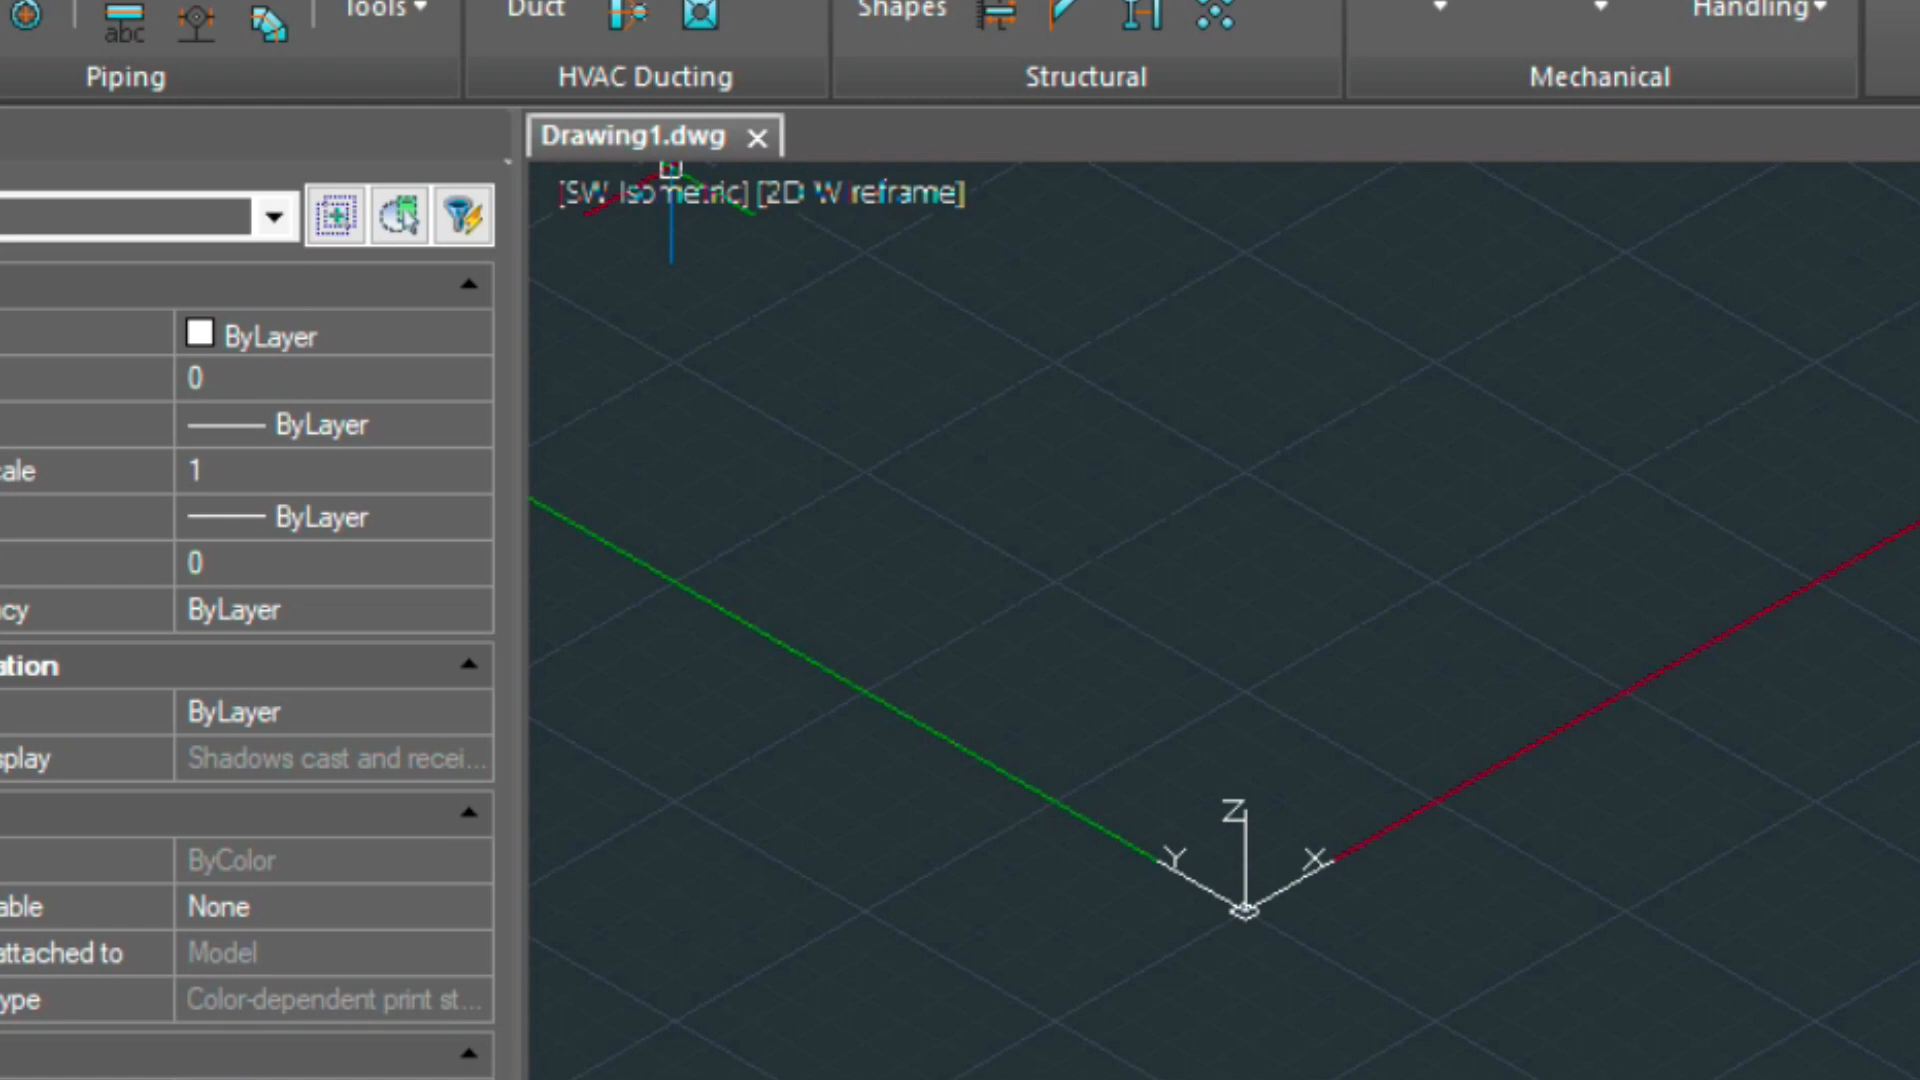 Tools
Duct
Shapes
Handling
abc
Piping
HVAC Ducting
Structural
Mechanical
Drawing1.dwg
[SW Isometric] [2D Wireframe]
ByLayer
0
ByLayer
ale 1
ByLayer
0
cy ByLayer
ation
ByLayer
splay Shadows cast and recei...
ByColor
able None
attached to Model
ype Color-dependent print st...
Z
Y
X